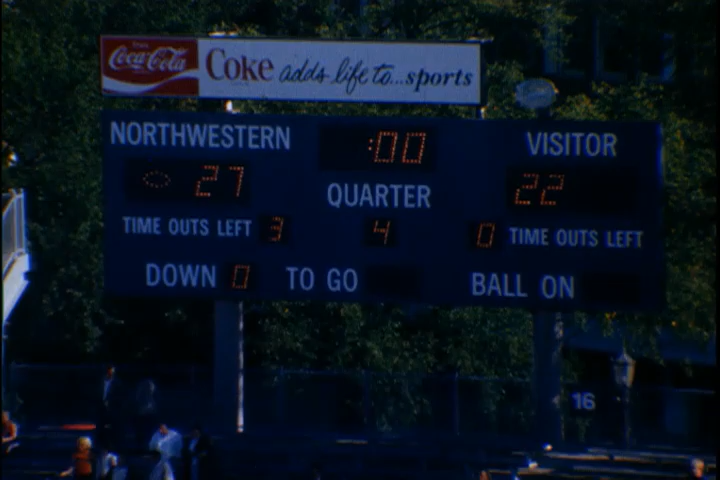 Coca-Cola
Coke adds life to...sports
NORTHWESTERN :00 VISITOR
27 QUARTER 22
TIME OUTS LEFT 3 4 0 TIME OUTS LEFT
DOWN 0 TO GO BALL ON
16